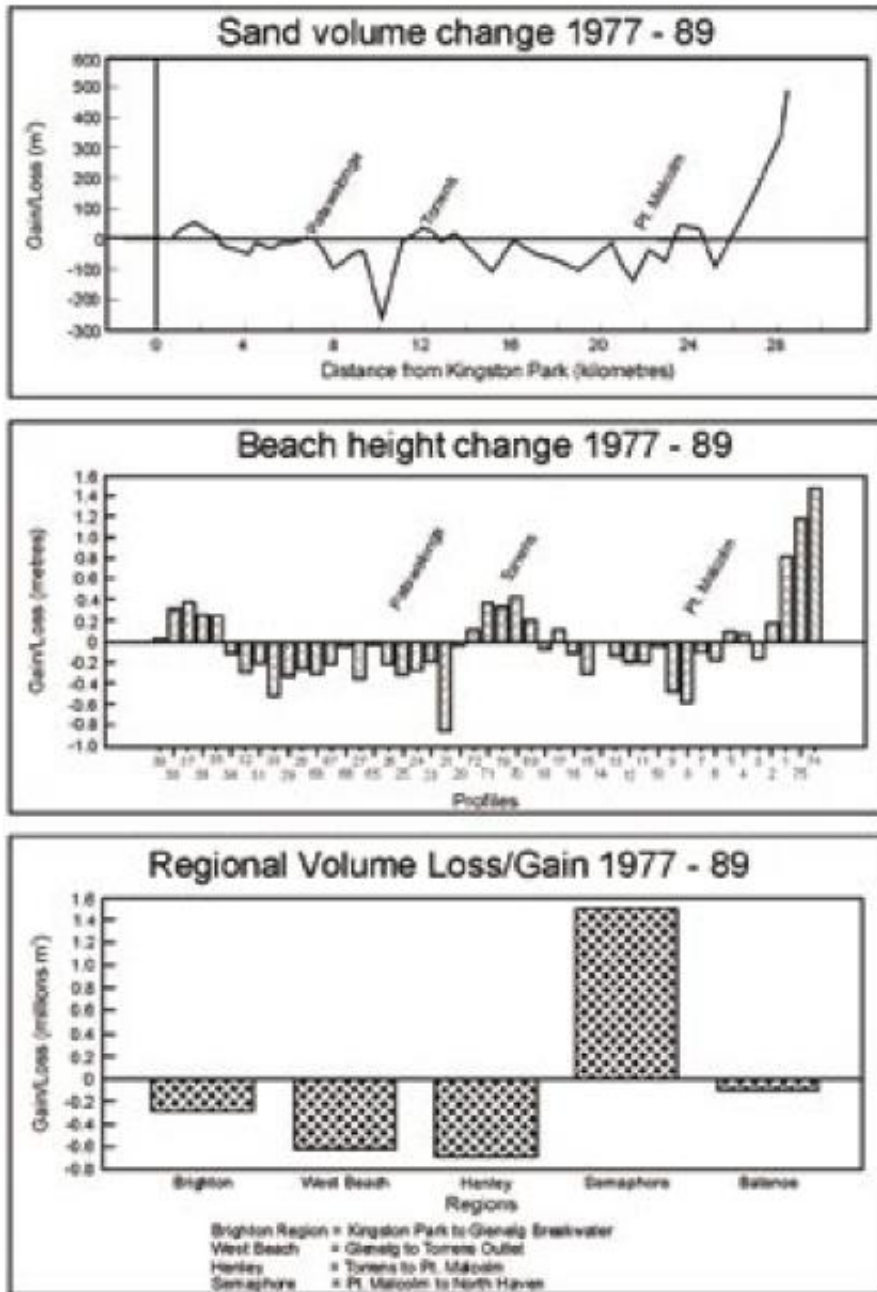 Sand volume change 1977 - 89
600
500
400
300
200
100
0
-100
-200
-300
Gain/Loss (m³)
Torrens
Pt. Malcolm
0 4 8 12 16 20 24 28
Distance from Kingston Park (kilometres)
Beach height change 1977 - 89
1.6
1.4
1.2
1.0
0.8
0.6
0.4
0.2
0
-0.2
-0.4
-0.6
-0.8
-1.0
Gain/Loss (metres)
Torrens
Pt. Malcolm
Profiles
Regional Volume Loss/Gain 1977 - 89
1.6
1.4
1.2
1.0
0.8
0.6
0.4
0.2
0
-0.2
-0.4
-0.6
-0.8
Gain/Loss (millions m³)
Brighton West Beach Henley Semaphore Balance
Regions
Brighton Region = Kingston Park to Glenelg Breakwater
West Beach = Glenelg to Torrens Outlet
Henley = Torrens to Pt. Malcolm
Semaphore = Pt. Malcolm to North Haven